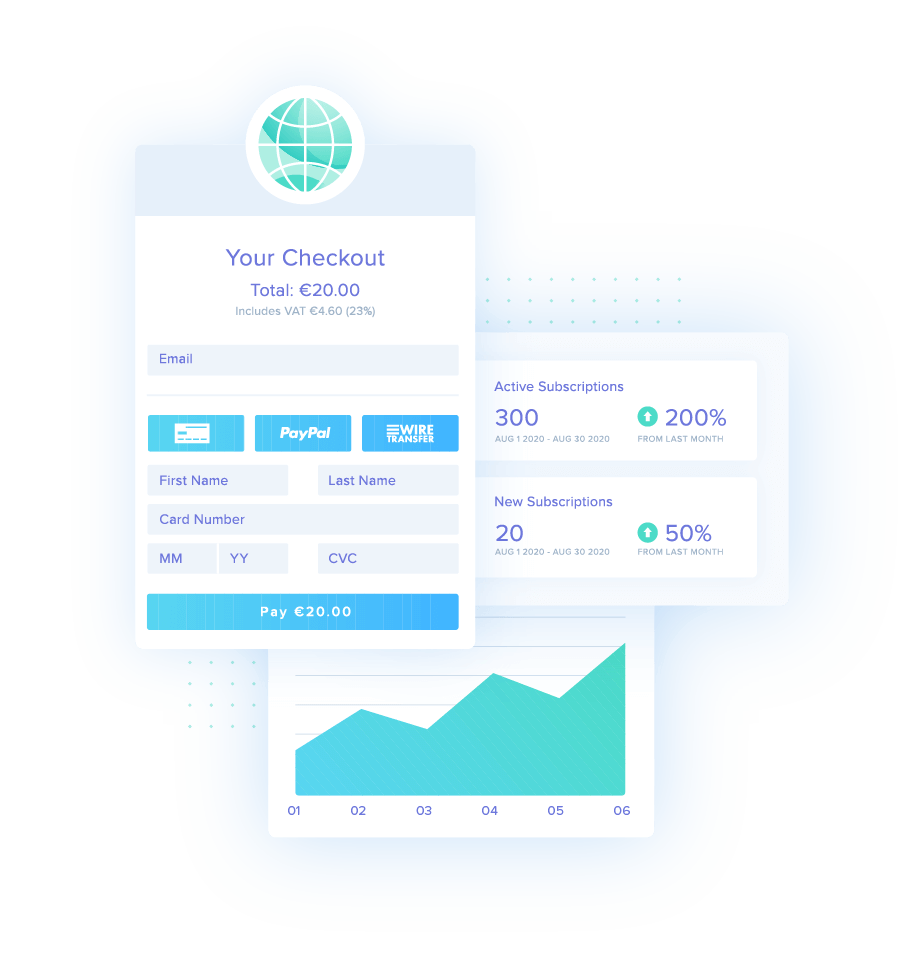 Your Checkout
Total: €20.00
Includes VAT €4.60 (23%)
Email
PayPal
WIRE
TRANSFER
First Name
Last Name
Card Number
MM
YY
CVC
Pay €20.00
Active Subscriptions
300
200%
AUG 1 2020 - AUG 30 2020
FROM LAST MONTH
New Subscriptions
20
50%
AUG 1 2020 - AUG 30 2020
FROM LAST MONTH
01 02 03 04 05 06